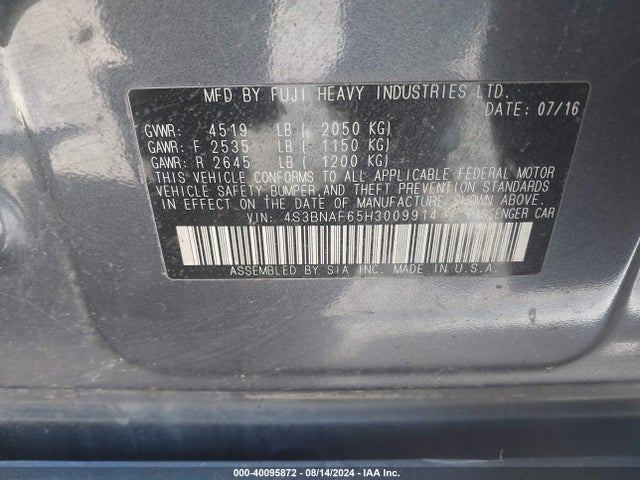 MFD BY FUJI HEAVY INDUSTRIES LTD.
DATE: 07/16
GVWR: 4519 LB ( 2050 KG)
GAWR: F 2535 LB ( 1150 KG)
GAWR: R 2645 LB ( 1200 KG)
THIS VEHICLE CONFORMS TO ALL APPLICABLE FEDERAL MOTOR
VEHICLE SAFETY,BUMPER,AND THEFT PREVENTION STANDARDS
IN EFFECT ON THE DATE OF MANUFACTURE SHOWN ABOVE.
VIN: 4S3BNAF65H3009914 PASSENGER CAR
ASSEMBLED BY SIA INC. MADE IN U.S.A.
000-40095872 - 08/14/2024 - IAA Inc.